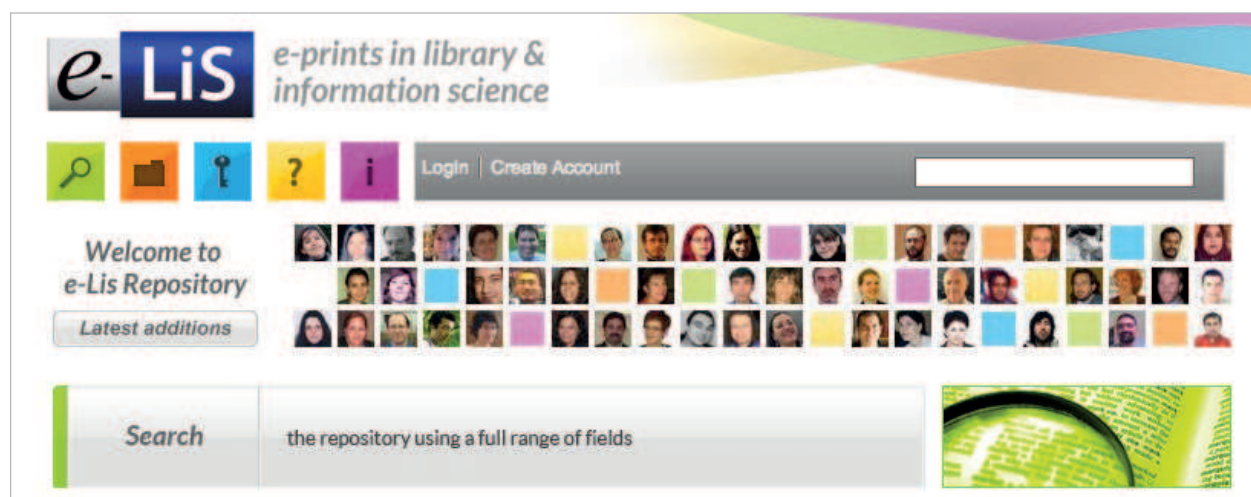 e-LiS
e-prints in library &
information science
? i
Login | Create Account
Welcome to
e-Lis Repository
Latest additions
Search
the repository using a full range of fields